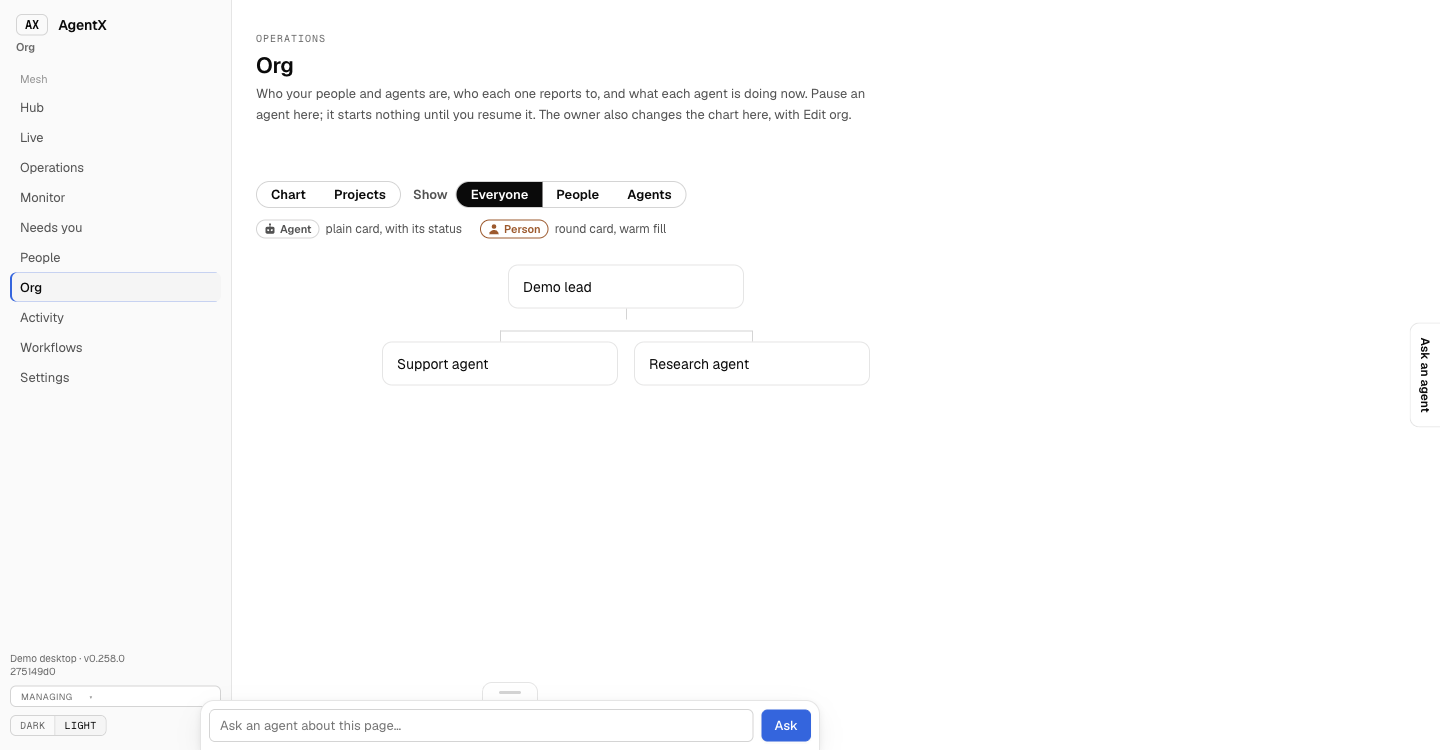 AX AgentX
Org
Mesh
Hub
Live
Operations
Monitor
Needs you
People
Org
Activity
Workflows
Settings
Demo desktop · v0.258.0
275149d0
MANAGING
DARK LIGHT
OPERATIONS
Org
Who your people and agents are, who each one reports to, and what each agent is doing now. Pause an
agent here; it starts nothing until you resume it. The owner also changes the chart here, with Edit org.
Chart Projects Show Everyone People Agents
Agent plain card, with its status Person round card, warm fill
Demo lead
Support agent Research agent
Ask an agent about this page... Ask
Ask an agent